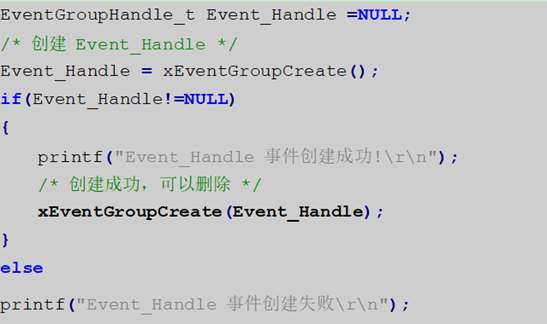 EventGroupHandle_t Event_Handle =NULL;
/* 创建 Event_Handle */
Event_Handle = xEventGroupCreate();
if(Event_Handle!=NULL)
{
printf("Event_Handle 事件创建成功!\r\n");
/* 创建成功，可以删除 */
xEventGroupCreate(Event_Handle);
}
else
printf("Event_Handle 事件创建失败\r\n");